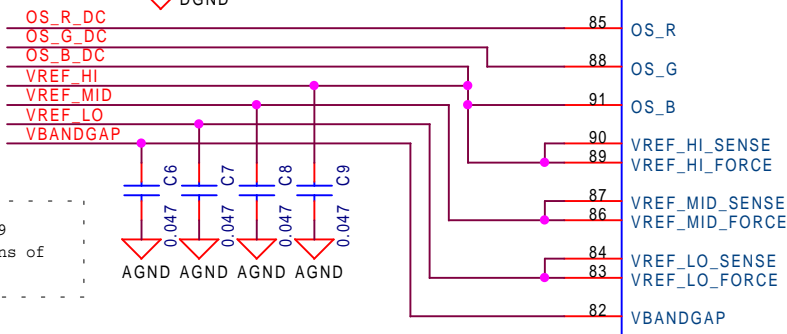 DGND
OS_R_DC
OS_G_DC
OS_B_DC
VREF_HI
VREF_MID
VREF_LO
VBANDGAP
85 OS_R
88 OS_G
91 OS_B
90 VREF_HI_SENSE
89 VREF_HI_FORCE
87 VREF_MID_SENSE
86 VREF_MID_FORCE
84 VREF_LO_SENSE
83 VREF_LO_FORCE
82 VBANDGAP
C6 C7 C8 C9
0.047 0.047 0.047 0.047
AGND AGND AGND AGND
9
ns of